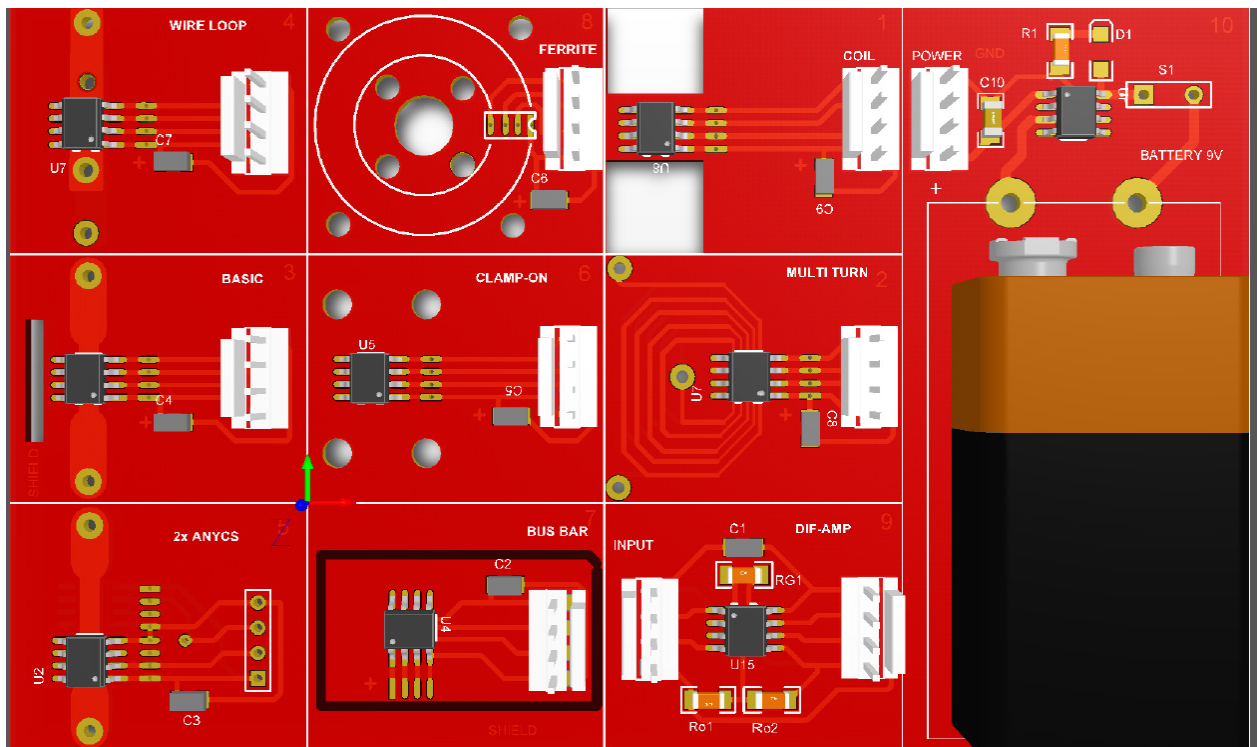 WIRE LOOP
4
C7
U7
8
FERRITE
C6
1
COIL
U8
C9
10
R1
D1
POWER
GND
S1
C10
BATTERY 9V
+
3
BASIC
C4
SHIELD
6
CLAMP-ON
U5
C5
2
MULTI TURN
U7
C8
5
2x ANYCS
Z
U2
C3
7
BUS BAR
C2
U4
SHIELD
9
C1
DIF-AMP
INPUT
RG1
U15
Ro1
Ro2